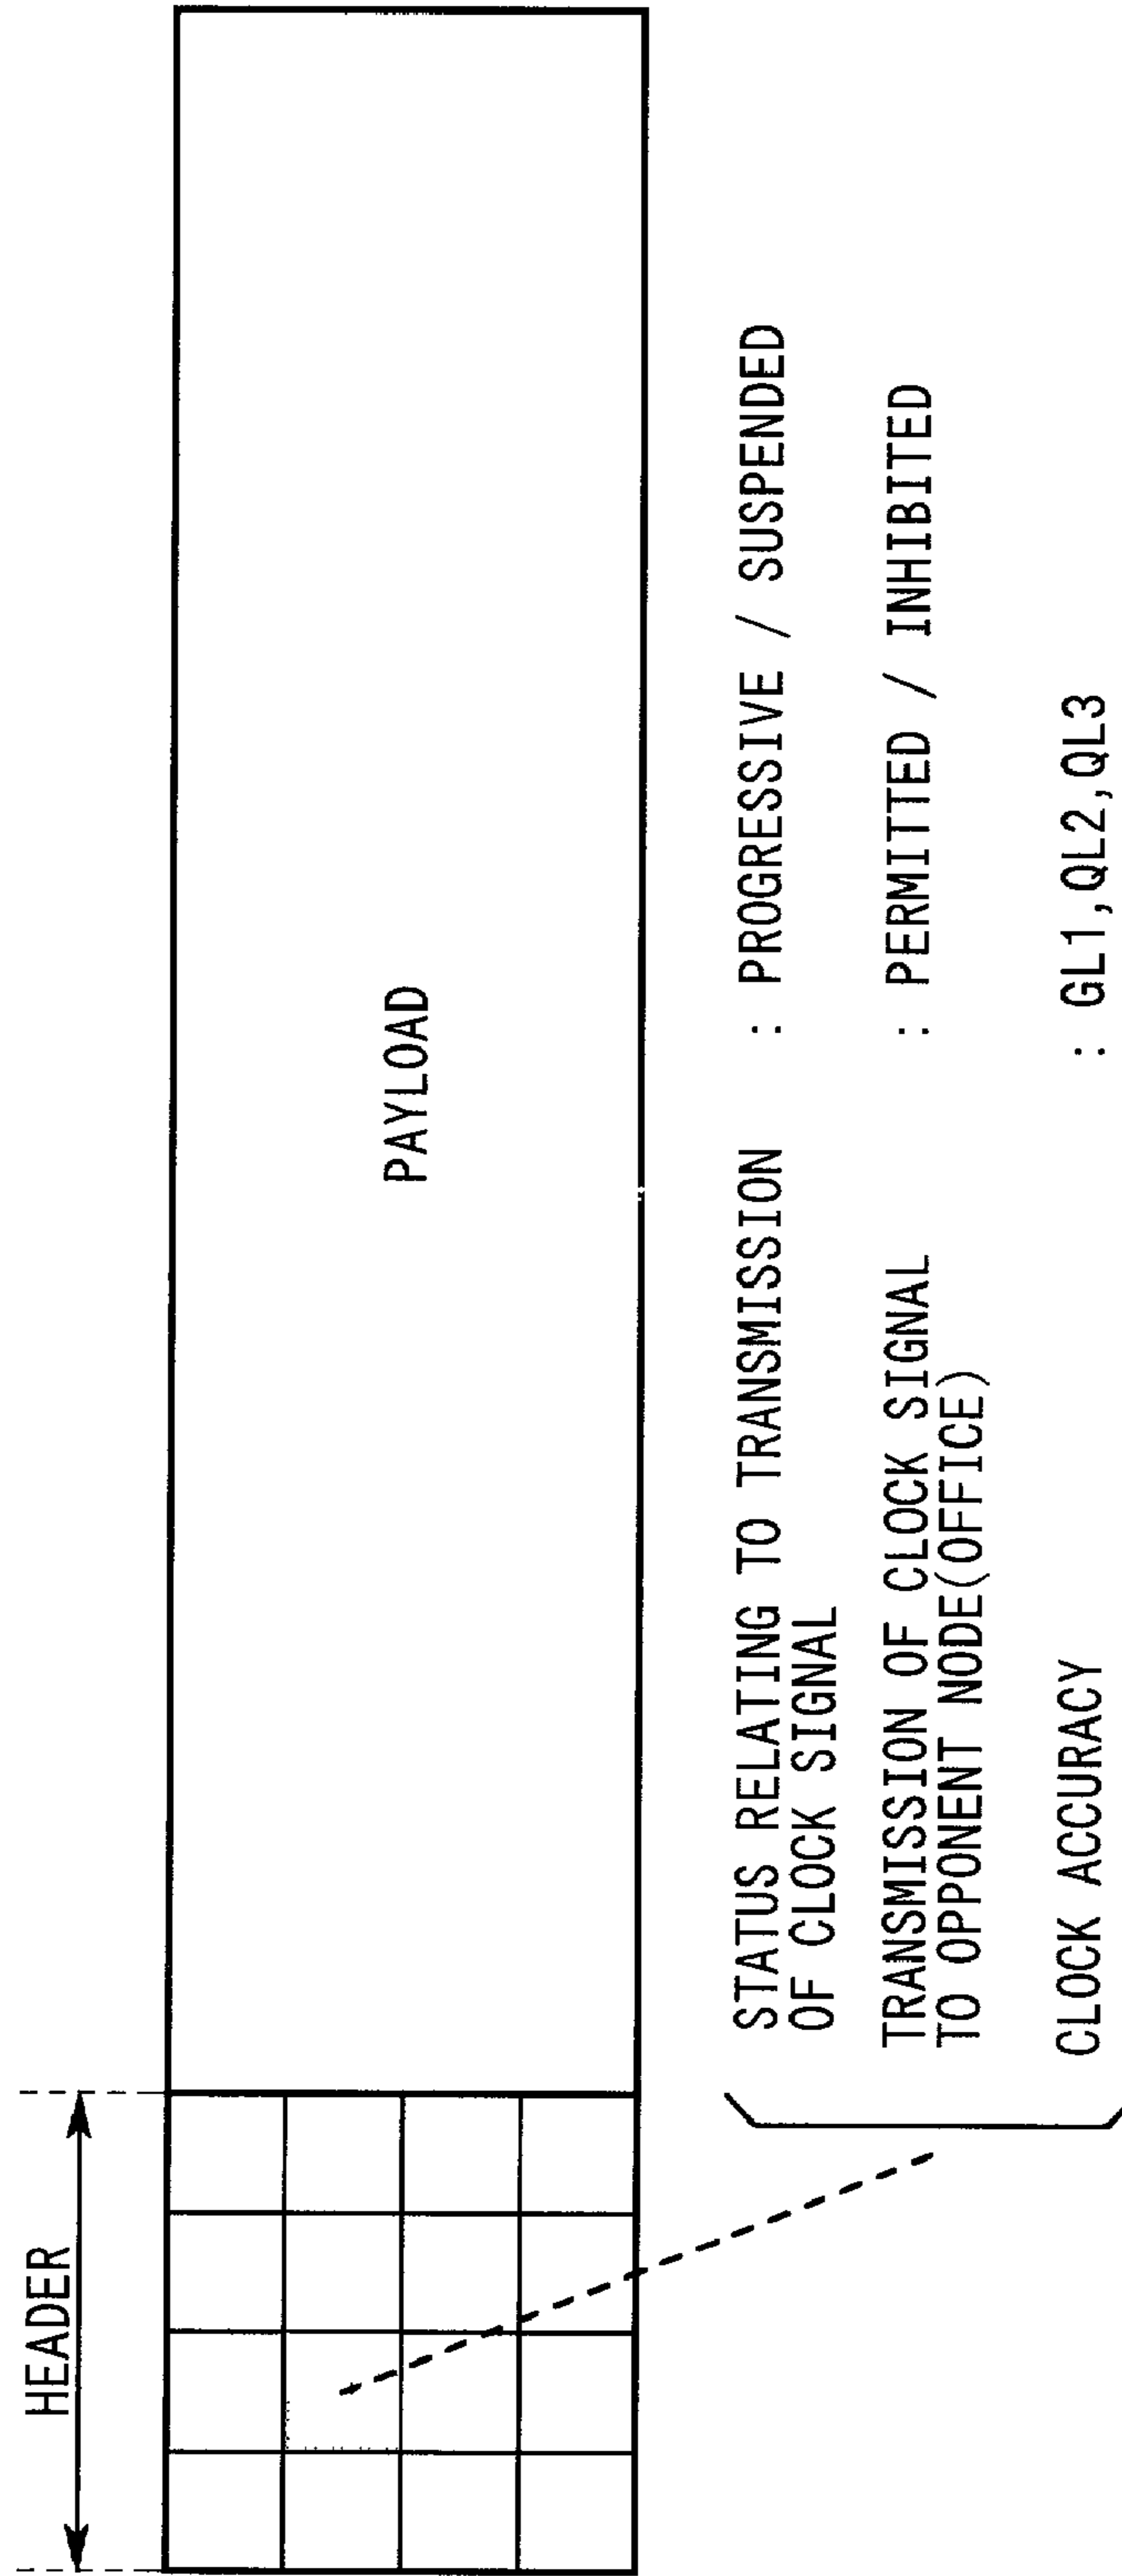 HEADER
PAYLOAD
STATUS RELATING TO TRANSMISSION : PROGRESSIVE / SUSPENDED
OF CLOCK SIGNAL
TRANSMISSION OF CLOCK SIGNAL : PERMITTED / INHIBITED
TO OPPONENT NODE(OFFICE)
CLOCK ACCURACY : GL1,QL2,QL3